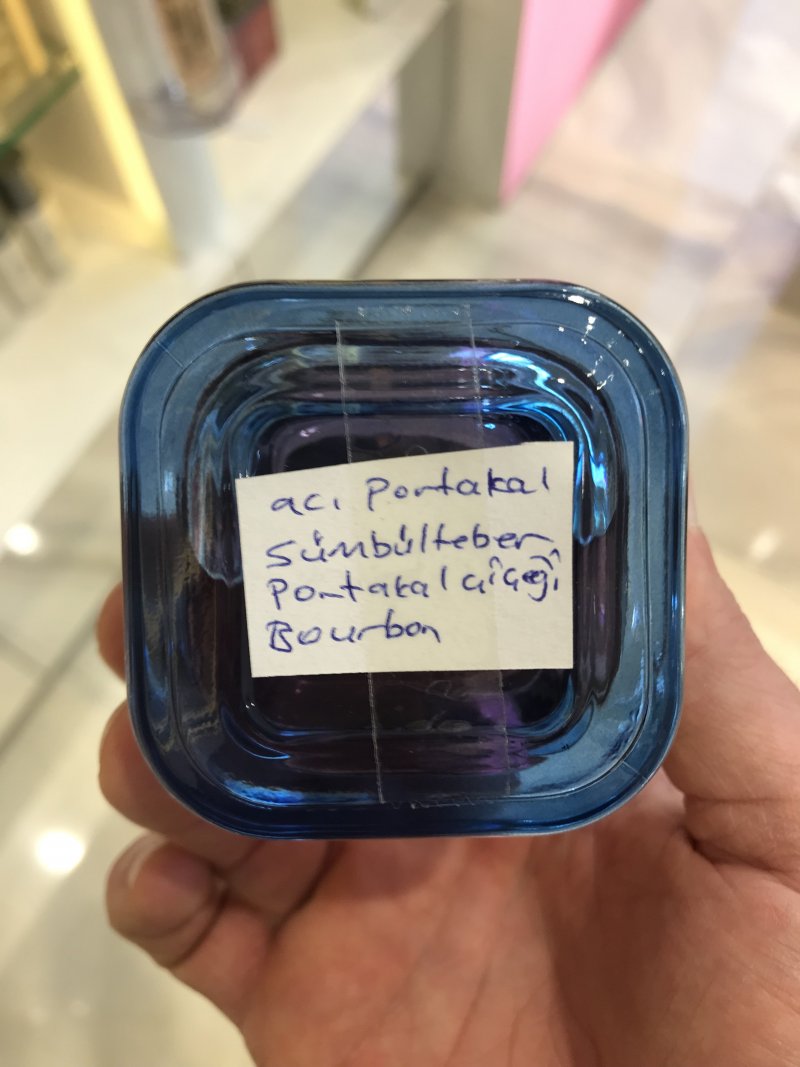 acı Portakal
Sümbülteber
Portakal çiçeği
Bourbon